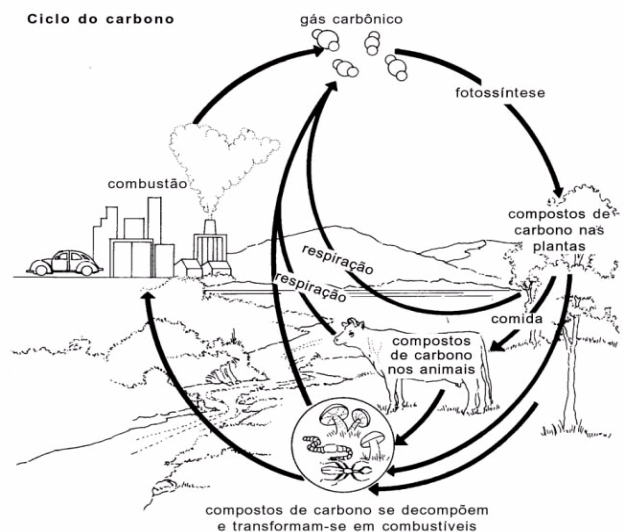 Ciclo do carbono
gás carbônico
fotossíntese
combustão
compostos de
carbono nas
plantas
respiração
respiração
comida
compostos
de carbono
nos animais
compostos de carbono se decompõem
e transformam-se em combustíveis